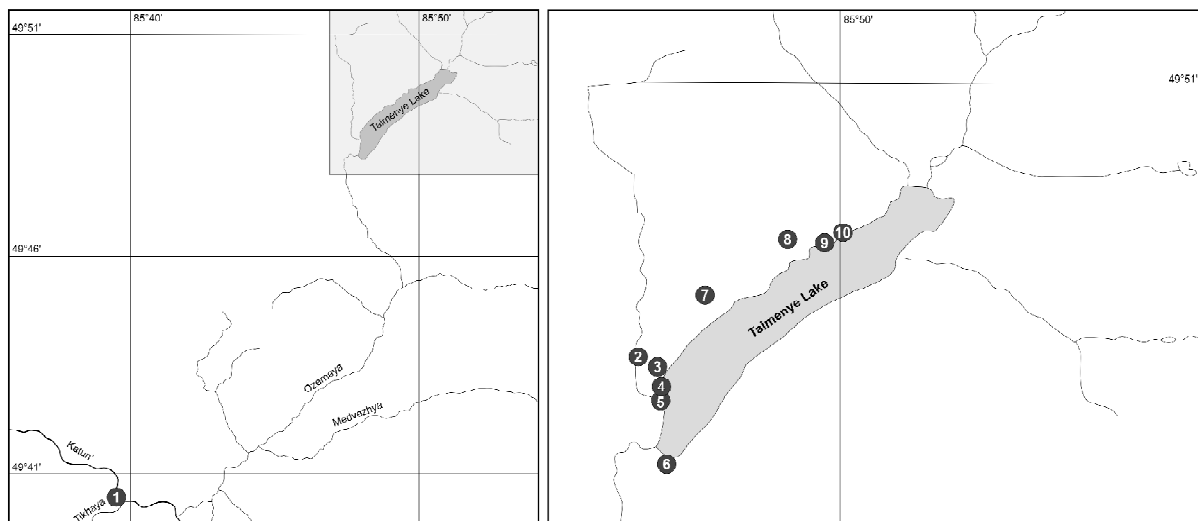 85°40'
85°50'
49°51'
Talmenye Lake
49°46'
Ozernaya
Medvezhya
Katun'
49°41'
Tikhaya
1
85°50'
49°51'
8
9
10
7
Talmenye Lake
2
3
4
5
6